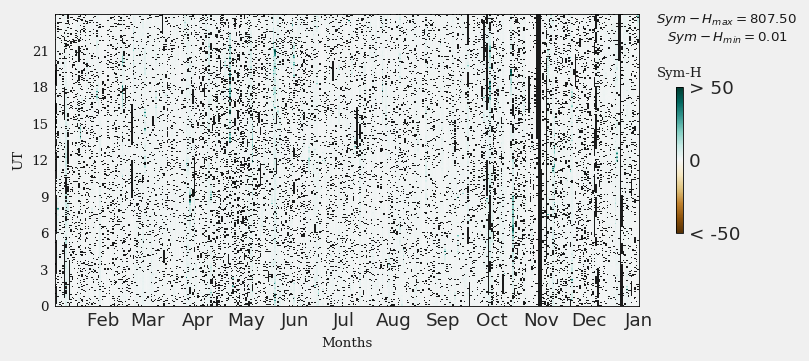 Sym − H_max = 807.50
Sym − H_min = 0.01
Sym-H
> 50
0
< -50
UT
21
18
15
12
9
6
3
0
Feb Mar Apr May Jun Jul Aug Sep Oct Nov Dec Jan
Months